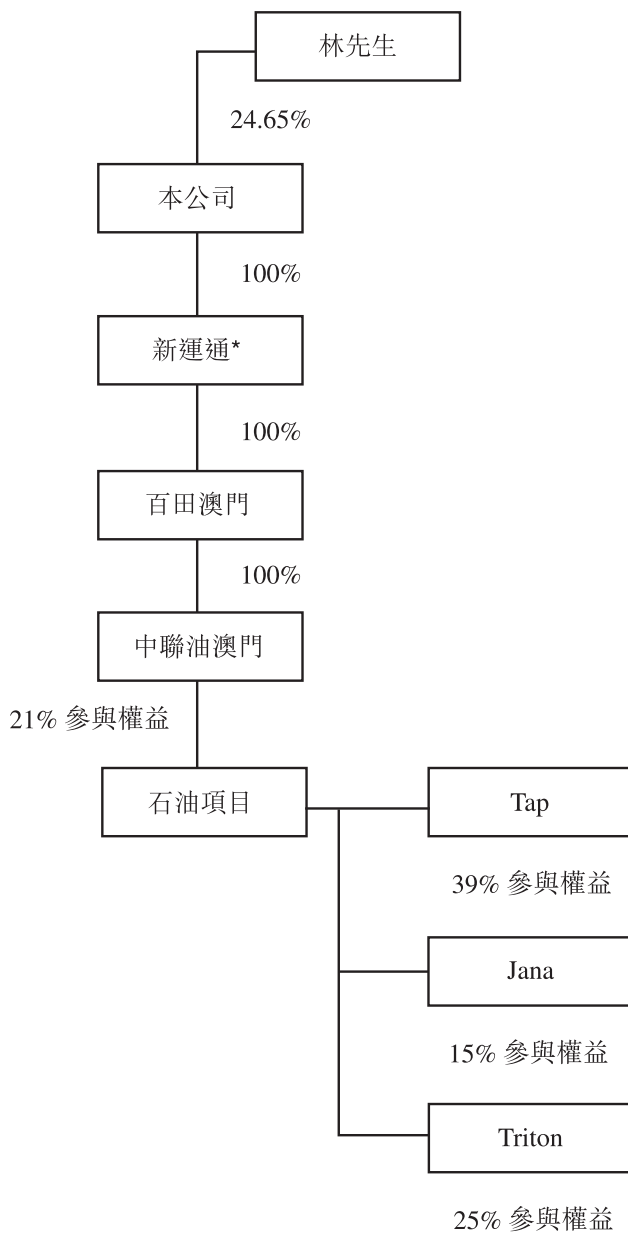 林先生
24.65%
本公司
100%
新運通*
100%
百田澳門
100%
中聯油澳門
21% 參與權益
石油項目
Tap
39% 參與權益
Jana
15% 參與權益
Triton
25% 參與權益